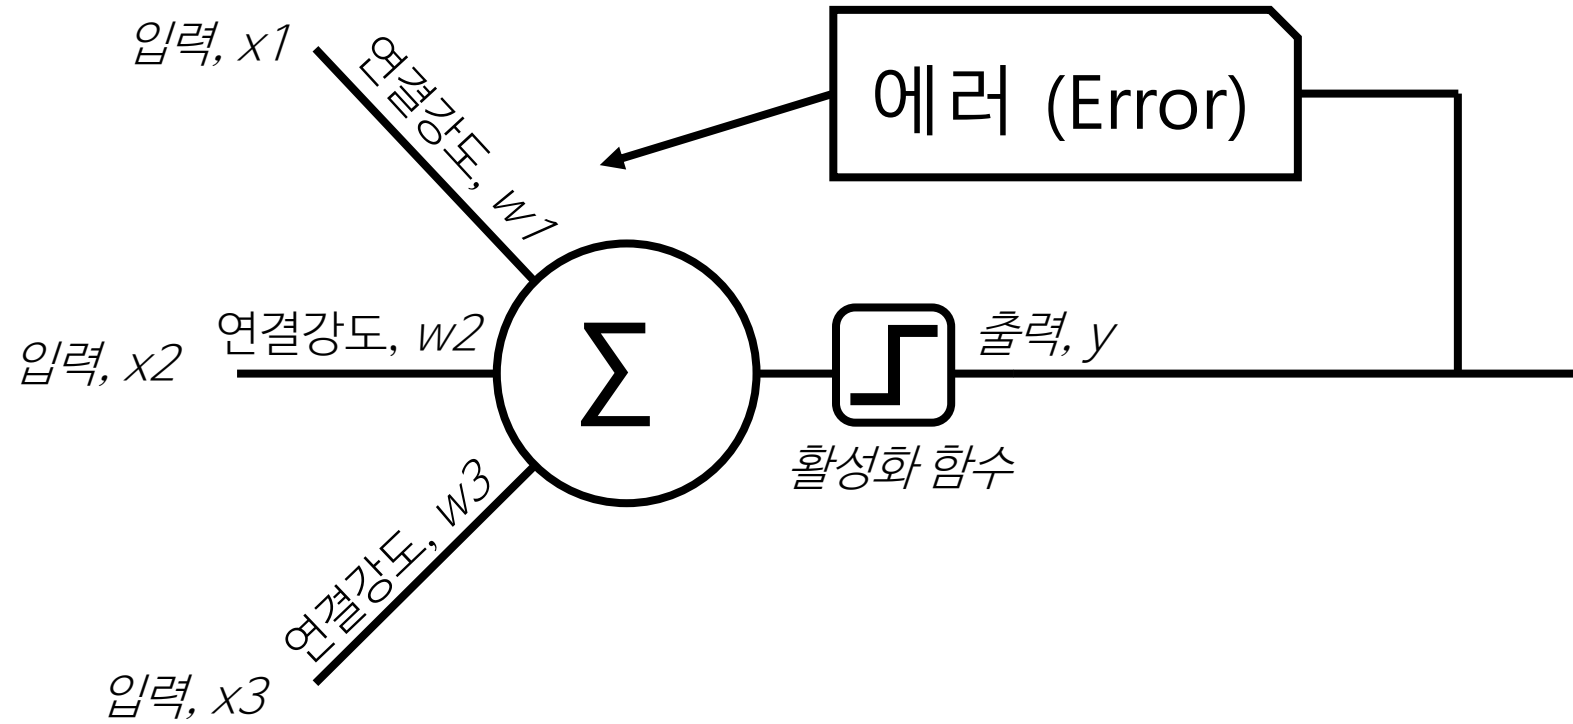 입력, x1
연결강도, w1
에러 (Error)
입력, x2
연결강도, w2
Σ
출력, y
활성화 함수
연결강도, w3
입력, x3